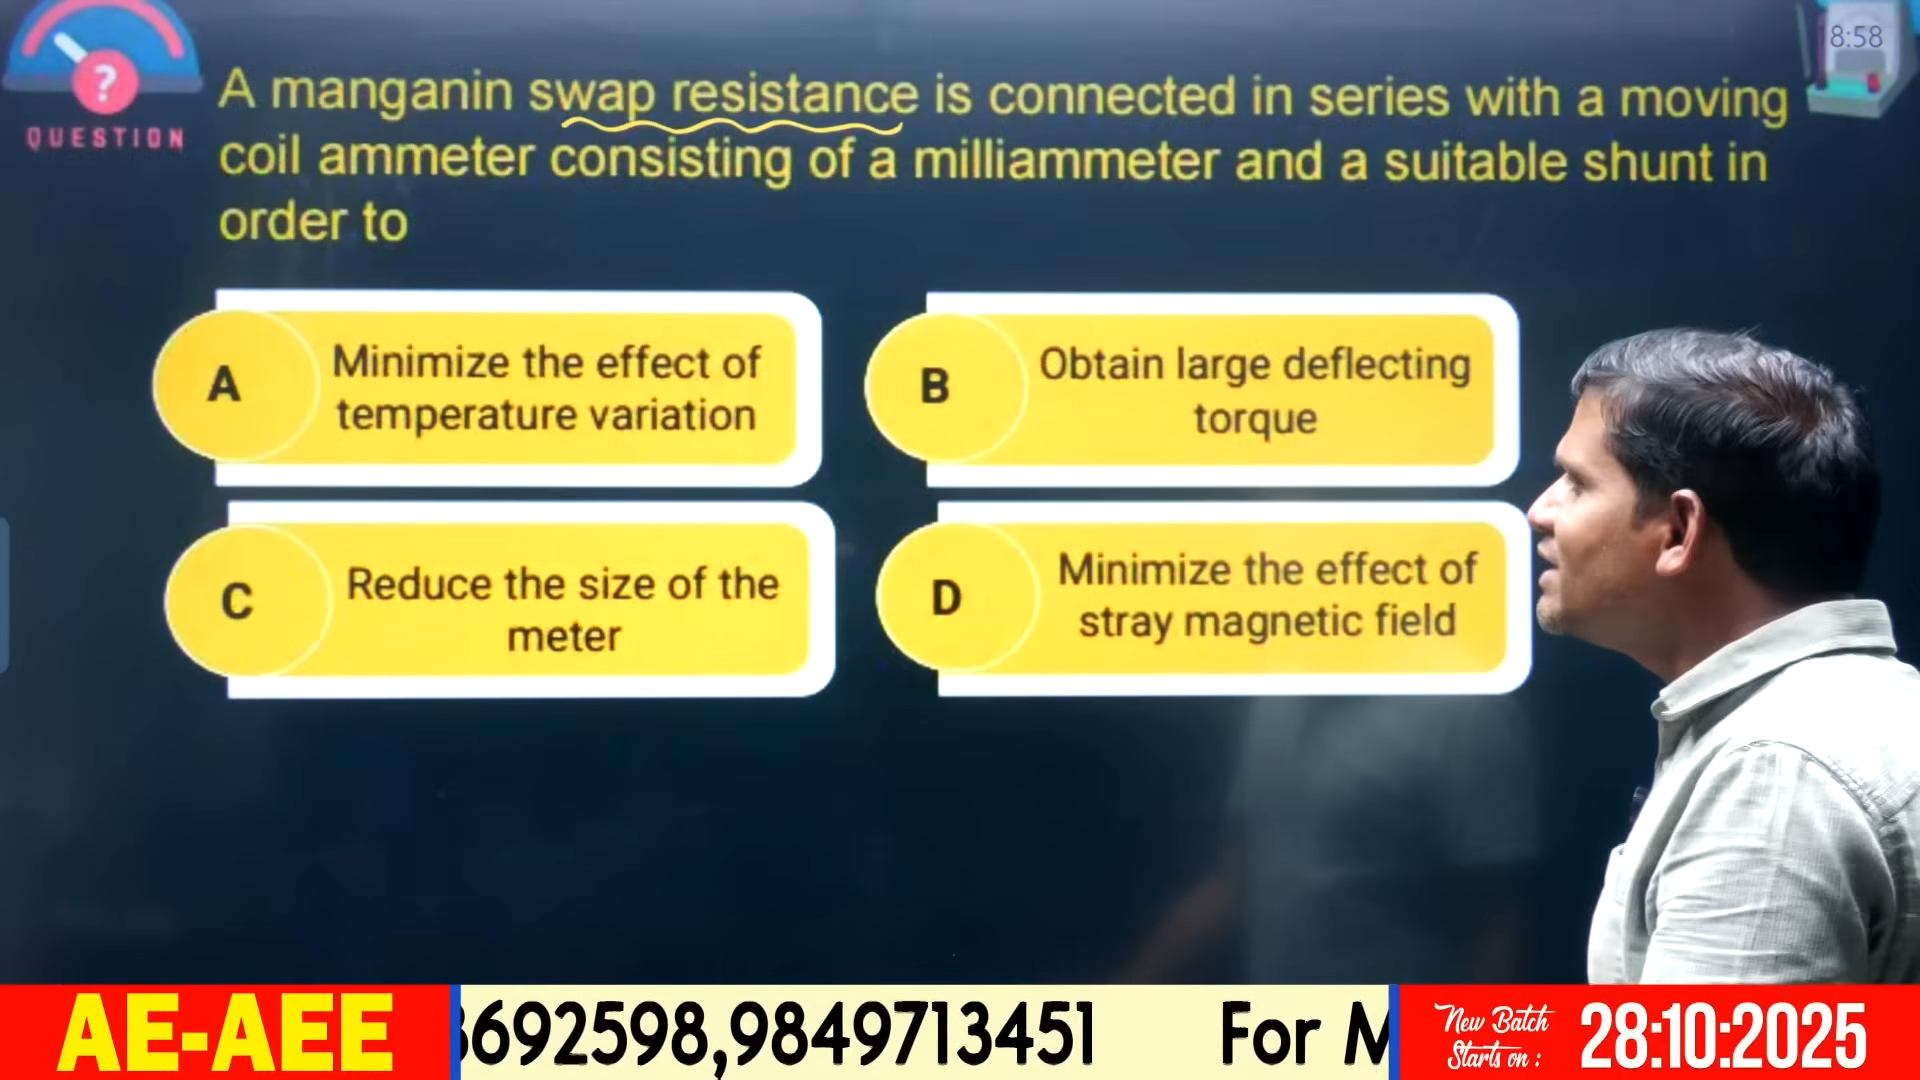 8:58
?
QUESTION
A manganin swap resistance is connected in series with a moving
coil ammeter consisting of a milliammeter and a suitable shunt in
order to
A
Minimize the effect of
temperature variation
B
Obtain large deflecting
torque
C
Reduce the size of the
meter
D
Minimize the effect of
stray magnetic field
AE-AEE
692598,9849713451 For M
New Batch
Starts on :
28:10:2025